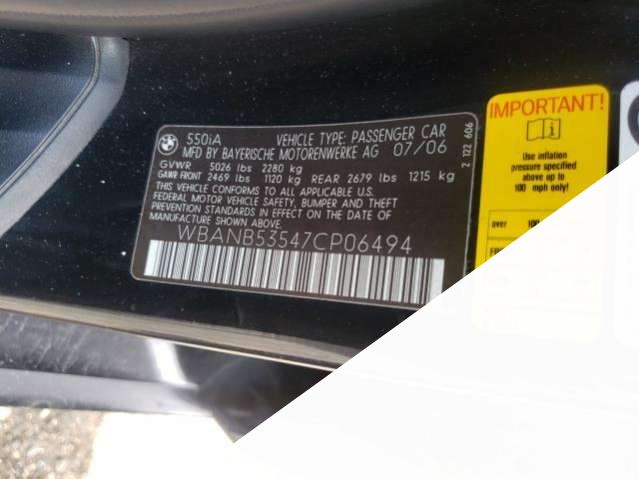 BMW
550iA VEHICLE TYPE: PASSENGER CAR
MFD BY BAYERISCHE MOTORENWERKE AG 07/06
GVWR 5026 lbs 2280 kg
GAWR FRONT 2469 lbs 1120 kg REAR 2679 lbs 1215 kg
THIS VEHICLE CONFORMS TO ALL APPLICABLE U.S.
FEDERAL MOTOR VEHICLE SAFETY, BUMPER AND THEFT
PREVENTION STANDARDS IN EFFECT ON THE DATE OF
MANUFACTURE SHOWN ABOVE.
WBANB53547CP06494
2 122 606
IMPORTANT!
Use inflation
pressure specified
above up to
100 mph only!
over 100